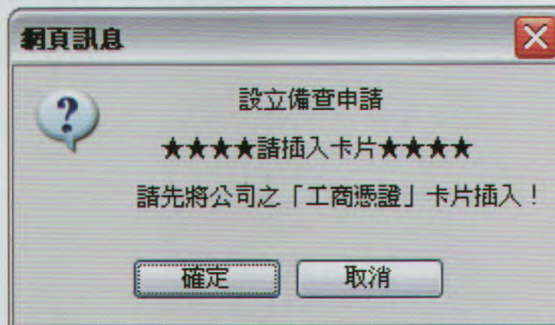 網頁訊息
?
設立備查申請
★★★★請插入卡片★★★★
請先將公司之「工商憑證」卡片插入！
確定 取消